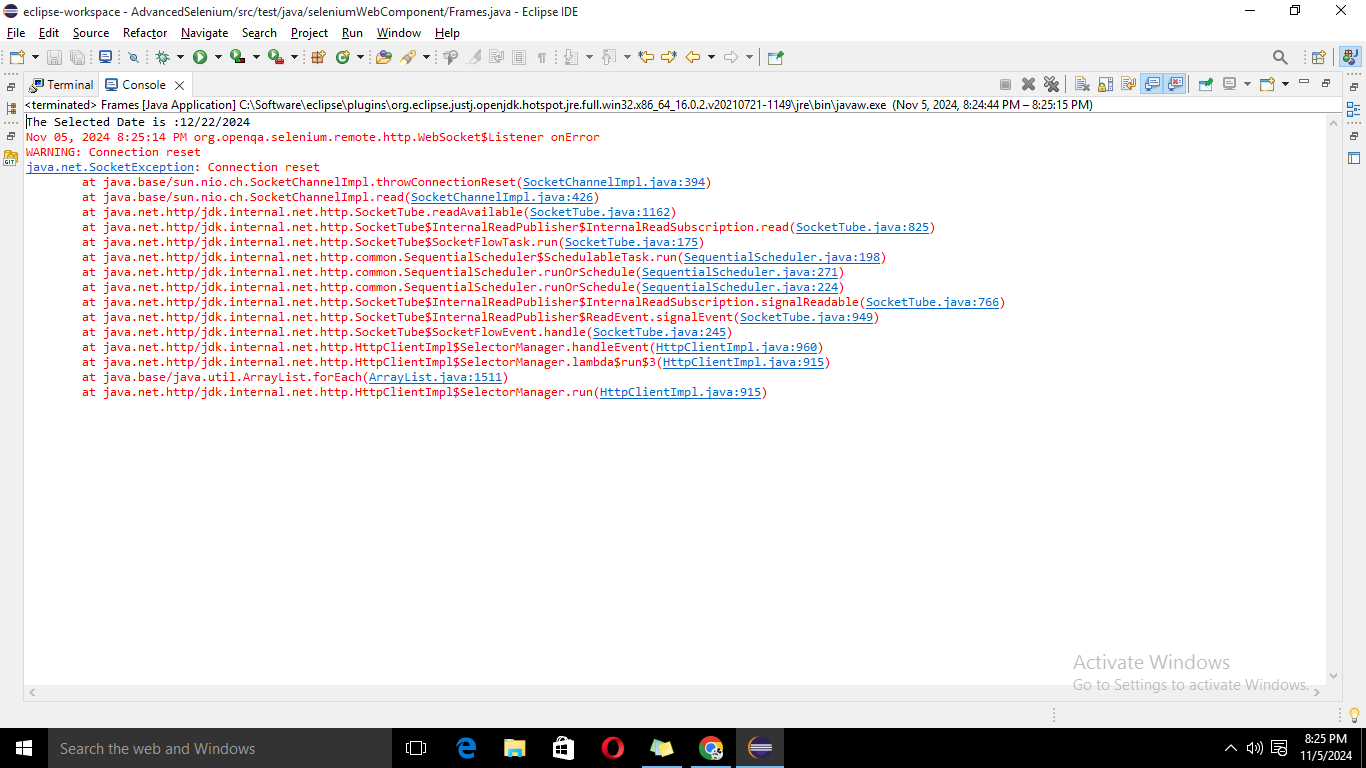 eclipse-workspace - AdvancedSelenium/src/test/java/seleniumWebComponent/Frames.java - Eclipse IDE
File Edit Source Refactor Navigate Search Project Run Window Help
Terminal Console
<terminated> Frames [Java Application] C:\Software\eclipse\plugins\org.eclipse.justj.openjdk.hotspot.jre.full.win32.x86_64_16.0.2.v20210721-1149\jre\bin\javaw.exe (Nov 5, 2024, 8:24:44 PM – 8:25:15 PM)
The Selected Date is :12/22/2024
Nov 05, 2024 8:25:14 PM org.openqa.selenium.remote.http.WebSocket$Listener onError
WARNING: Connection reset
java.net.SocketException: Connection reset
at java.base/sun.nio.ch.SocketChannelImpl.throwConnectionReset(SocketChannelImpl.java:394)
at java.base/sun.nio.ch.SocketChannelImpl.read(SocketChannelImpl.java:426)
at java.net.http/jdk.internal.net.http.SocketTube.readAvailable(SocketTube.java:1162)
at java.net.http/jdk.internal.net.http.SocketTube$InternalReadPublisher$InternalReadSubscription.read(SocketTube.java:825)
at java.net.http/jdk.internal.net.http.SocketTube$SocketFlowTask.run(SocketTube.java:175)
at java.net.http/jdk.internal.net.http.common.SequentialScheduler$SchedulableTask.run(SequentialScheduler.java:198)
at java.net.http/jdk.internal.net.http.common.SequentialScheduler.runOrSchedule(SequentialScheduler.java:271)
at java.net.http/jdk.internal.net.http.common.SequentialScheduler.runOrSchedule(SequentialScheduler.java:224)
at java.net.http/jdk.internal.net.http.SocketTube$InternalReadPublisher$InternalReadSubscription.signalReadable(SocketTube.java:766)
at java.net.http/jdk.internal.net.http.SocketTube$InternalReadPublisher$ReadEvent.signalEvent(SocketTube.java:949)
at java.net.http/jdk.internal.net.http.SocketTube$SocketFlowEvent.handle(SocketTube.java:245)
at java.net.http/jdk.internal.net.http.HttpClientImpl$SelectorManager.handleEvent(HttpClientImpl.java:960)
at java.net.http/jdk.internal.net.http.HttpClientImpl$SelectorManager.lambda$run$3(HttpClientImpl.java:915)
at java.base/java.util.ArrayList.forEach(ArrayList.java:1511)
at java.net.http/jdk.internal.net.http.HttpClientImpl$SelectorManager.run(HttpClientImpl.java:915)
Activate Windows
Go to Settings to activate Windows.
Search the web and Windows
8:25 PM
11/5/2024